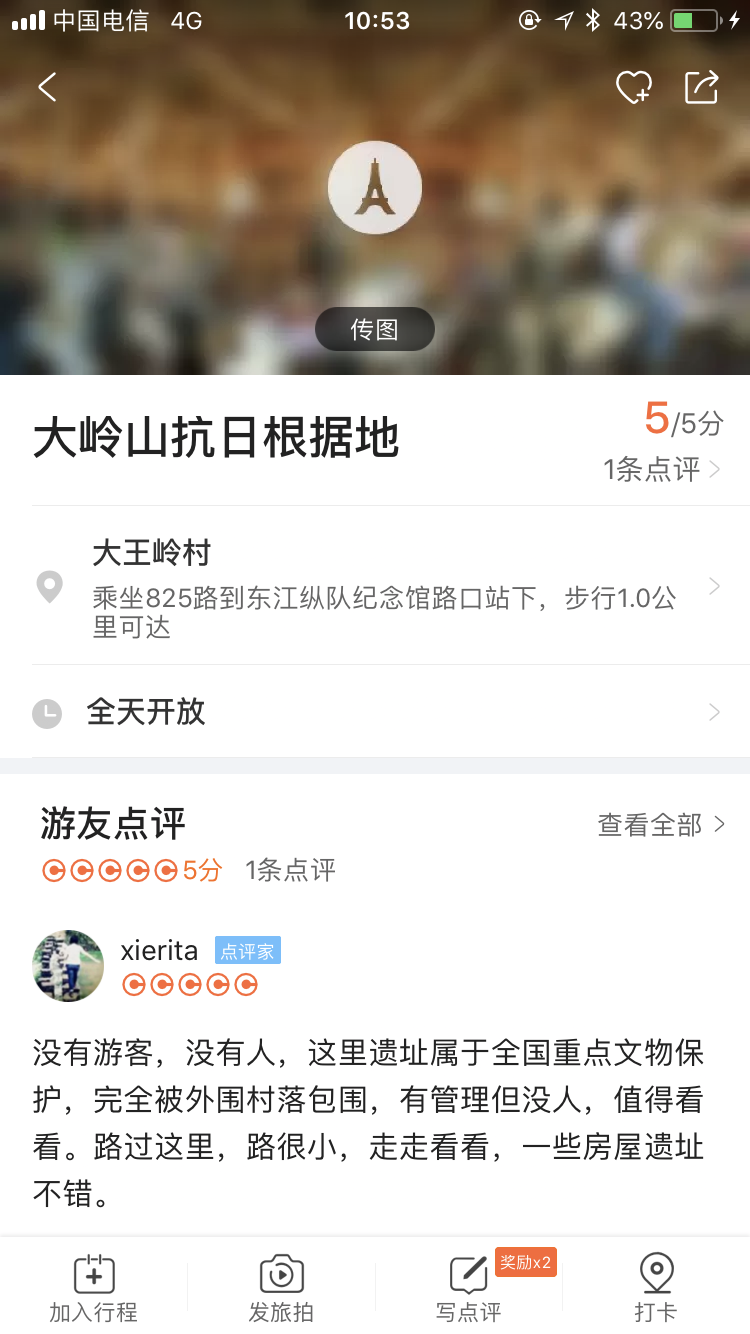 中国电信 4G 10:53 43%
传图
大岭山抗日根据地
5/5分
1条点评
大王岭村
乘坐825路到东江纵队纪念馆路口站下，步行1.0公
里可达
全天开放
游友点评 查看全部
5分 1条点评
xierita 点评家
没有游客，没有人，这里遗址属于全国重点文物保
护，完全被外围村落包围，有管理但没人，值得看
看。路过这里，路很小，走走看看，一些房屋遗址
不错。
奖励x2
加入行程 发旅拍 写点评 打卡